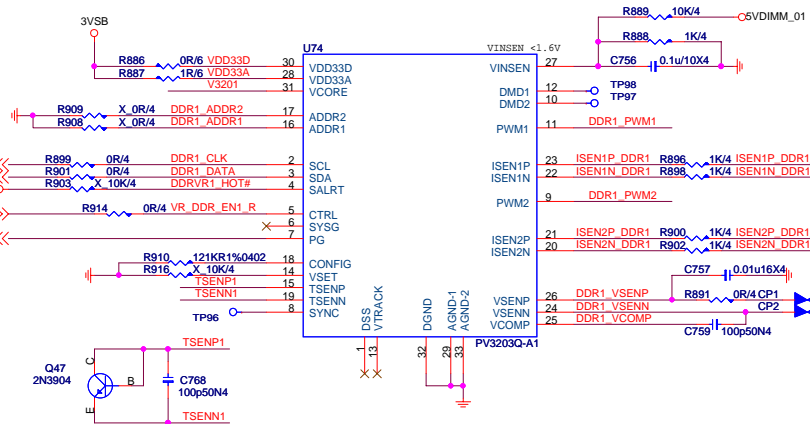 R889 10K/4 5VDIMM_01
3VSB R888 1K/4
U74 VINSEN <1.6V
R886 0R/6 VDD33D 30 VDD33D VINSEN 27 C756 0.1u/10X4
R887 1R/6 VDD33A 28 VDD33A
V3201 31 VCORE DMD1 12 TP98
DMD2 10 TP97
R909 X_0R/4 DDR1_ADDR2 17 ADDR2
R908 X_0R/4 DDR1_ADDR1 16 ADDR1 PWM1 11 DDR1_PWM1
R899 0R/4 DDR1_CLK 2 SCL ISEN1P 23 ISEN1P_DDR1 R896 1K/4 ISEN1P_DDR1
R901 0R/4 DDR1_DATA 3 SDA ISEN1N 22 ISEN1N_DDR1 R898 1K/4 ISEN1N_DDR1
R903 X_10K/4 DDRVR1_HOT# 4 SALRT
PWM2 9 DDR1_PWM2
R914 0R/4 VR_DDR_EN1_R 5 CTRL
6 SYSG
7 PG ISEN2P 21 ISEN2P_DDR1 R900 1K/4 ISEN2P_DDR1
ISEN2N 20 ISEN2N_DDR1 R902 1K/4 ISEN2N_DDR1
R910 121KR1%0402 18 CONFIG
R916 X_10K/4 14 VSET C757 0.01u16X4
TSENP1 15 TSENP
TSENN1 19 TSENN VSENP 26 DDR1_VSENP R891 0R/4 CP1
TP96 8 SYNC VSENN 24 DDR1_VSENN CP2
VCOMP 25 DDR1_VCOMP
C759 100p50N4
DSS VTRACK DGND AGND-1 AGND-2
PV3203Q-A1
1 13 32 29 33
TSENP1
Q47
2N3904
C B E
C768
100p50N4
TSENN1